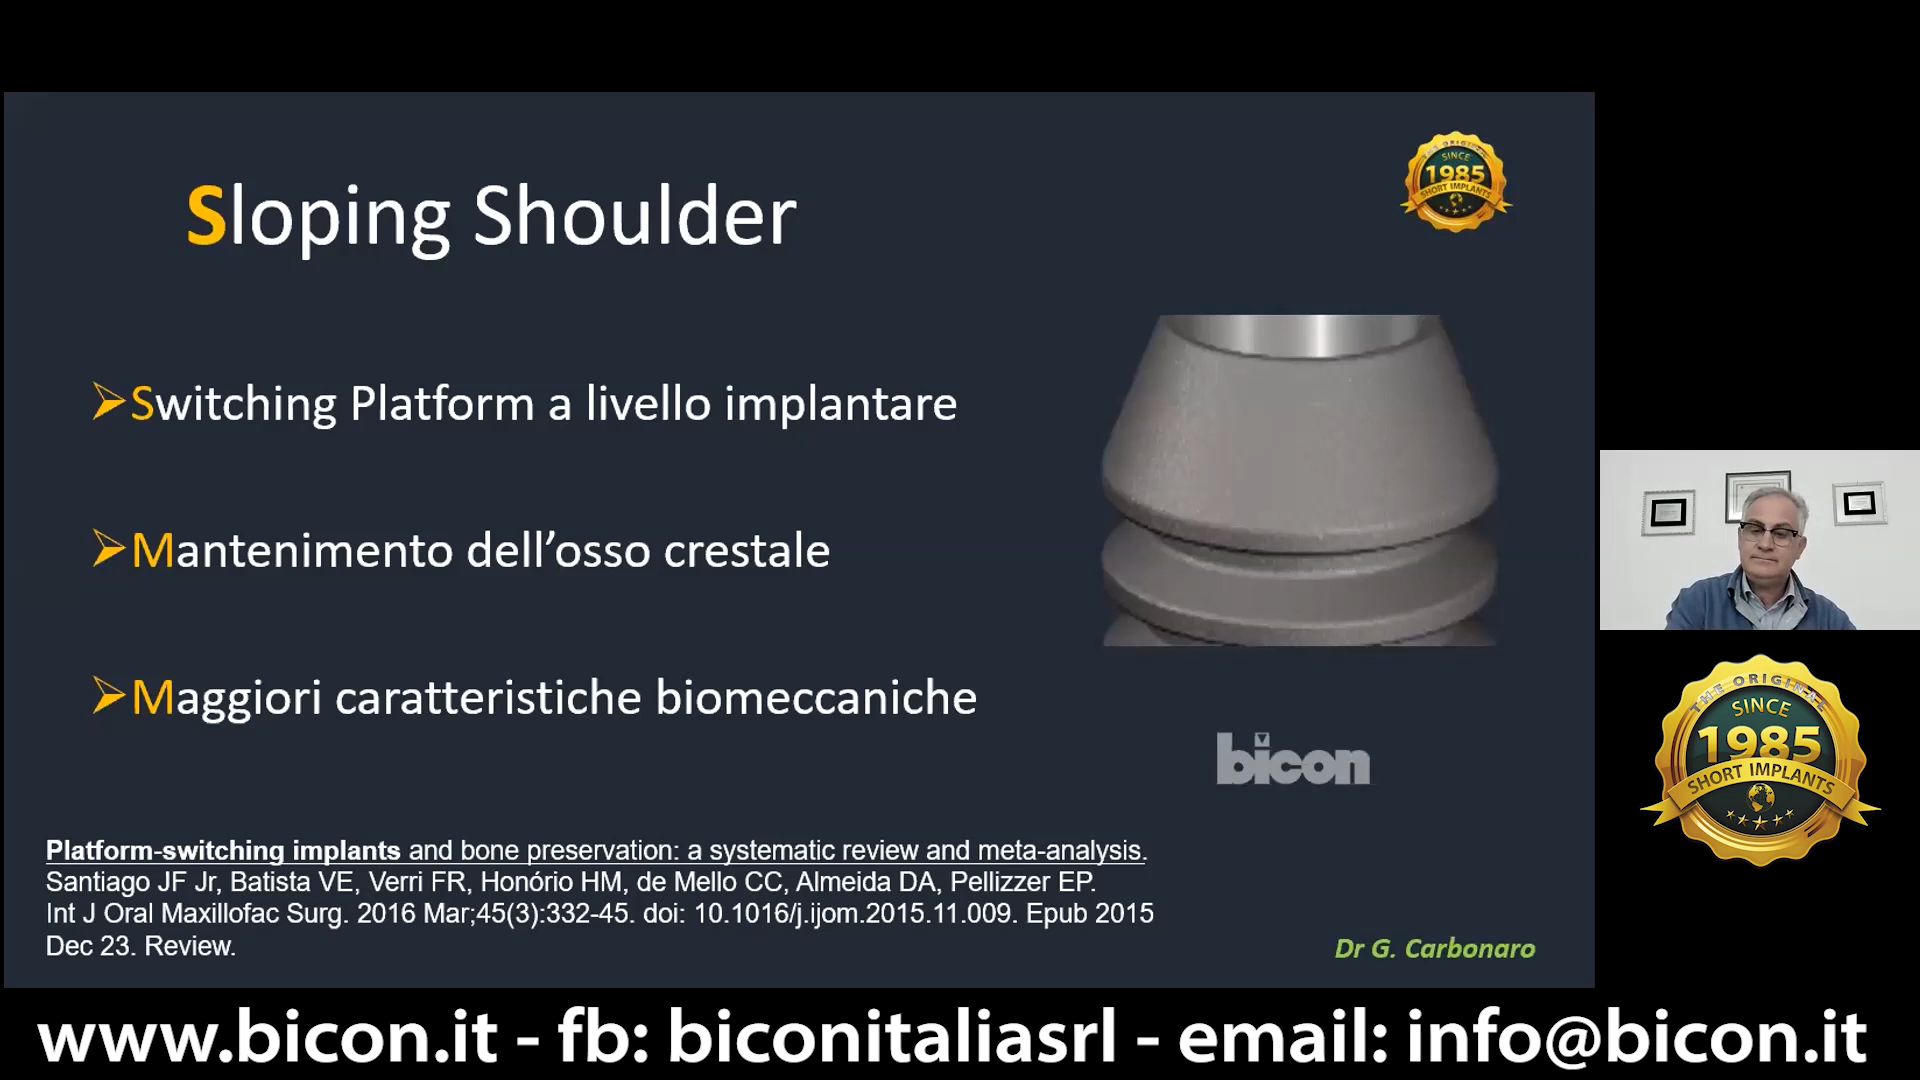 Sloping Shoulder
THE ORIGINAL
SINCE
1985
SHORT IMPLANTS
➢Switching Platform a livello implantare
➢Mantenimento dell’osso crestale
➢Maggiori caratteristiche biomeccaniche
bicon
Platform-switching implants and bone preservation: a systematic review and meta-analysis.
Santiago JF Jr, Batista VE, Verri FR, Honório HM, de Mello CC, Almeida DA, Pellizzer EP.
Int J Oral Maxillofac Surg. 2016 Mar;45(3):332-45. doi: 10.1016/j.ijom.2015.11.009. Epub 2015
Dec 23. Review.
Dr G. Carbonaro
THE ORIGINAL
SINCE
1985
SHORT IMPLANTS
www.bicon.it - fb: biconitaliasrl - email: info@bicon.it